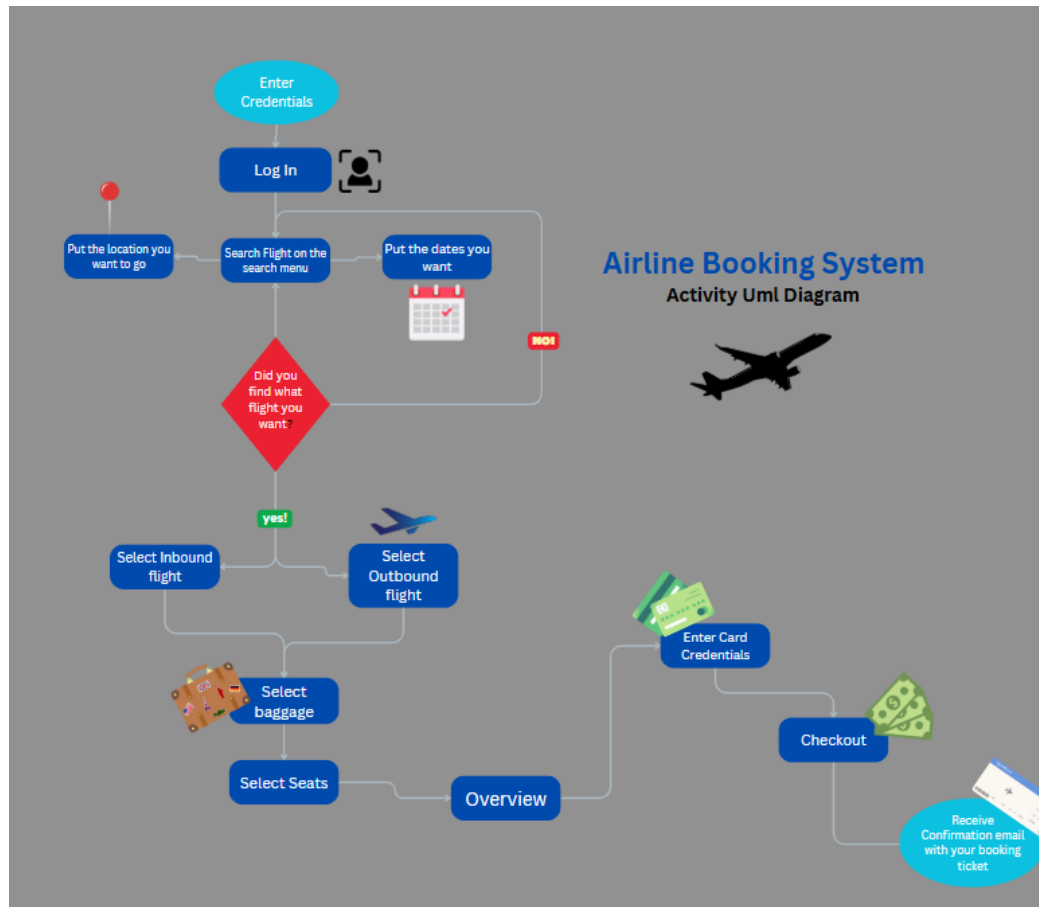 Enter
Credentials
Log In
Put the location you
want to go
Search Flight on the
search menu
Put the dates you
want
Airline Booking System
Activity Uml Diagram
NO!
Did you
find what
flight you
want?
yes!
Select Inbound
flight
Select
Outbound
flight
Select
baggage
Select Seats
Overview
Enter Card
Credentials
Checkout
Receive
Confirmation email
with your booking
ticket